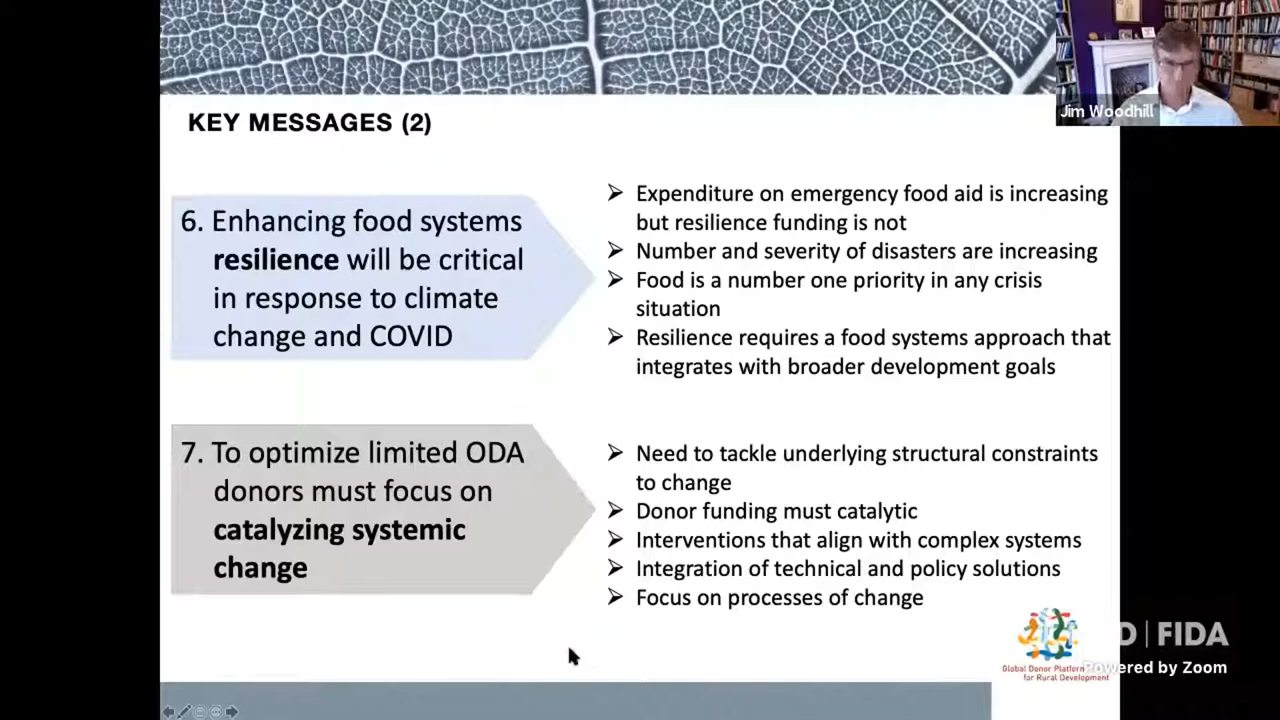 Jim Woodhill
KEY MESSAGES (2)
6. Enhancing food systems
resilience will be critical
in response to climate
change and COVID
➢ Expenditure on emergency food aid is increasing
but resilience funding is not
➢ Number and severity of disasters are increasing
➢ Food is a number one priority in any crisis
situation
➢ Resilience requires a food systems approach that
integrates with broader development goals
7. To optimize limited ODA
donors must focus on
catalyzing systemic
change
➢ Need to tackle underlying structural constraints
to change
➢ Donor funding must catalytic
➢ Interventions that align with complex systems
➢ Integration of technical and policy solutions
➢ Focus on processes of change
D | FIDA
Global Donor Platform
for Rural Development
Powered by Zoom